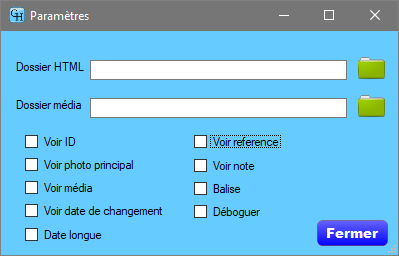 GH Paramètres
Dossier HTML
Dossier média
Voir ID
Voir photo principal
Voir média
Voir date de changement
Date longue
Voir reference
Voir note
Balise
Déboguer
Fermer